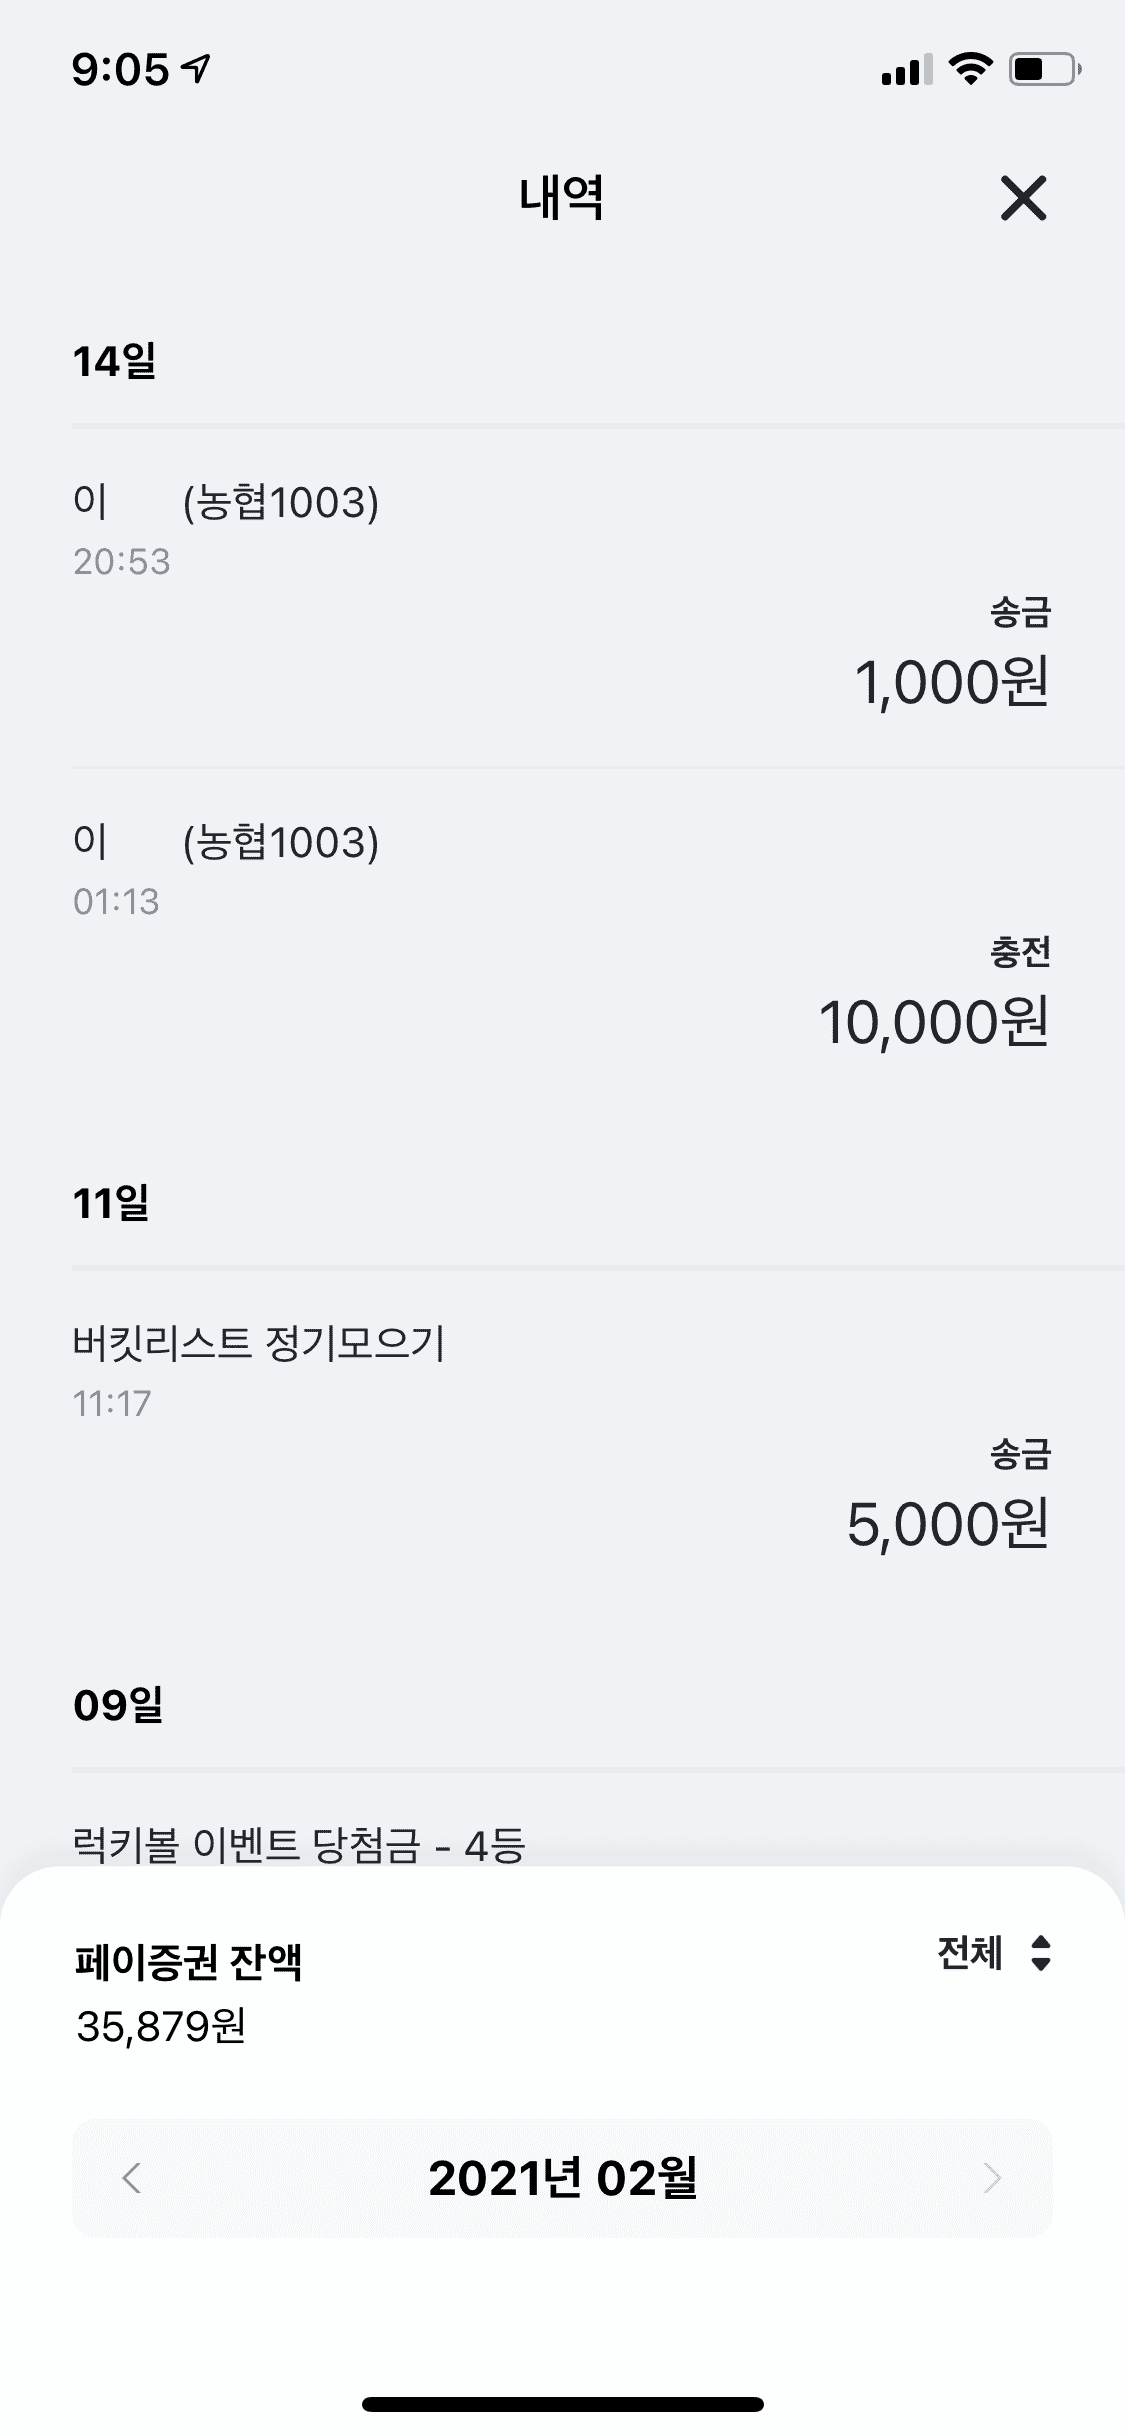 9:05
내역
14일
이 (농협1003)
20:53
송금
1,000원
이 (농협1003)
01:13
충전
10,000원
11일
버킷리스트 정기모으기
11:17
송금
5,000원
09일
럭키볼 이벤트 당첨금 - 4등
페이증권 잔액
전체
35,879원
2021년 02월